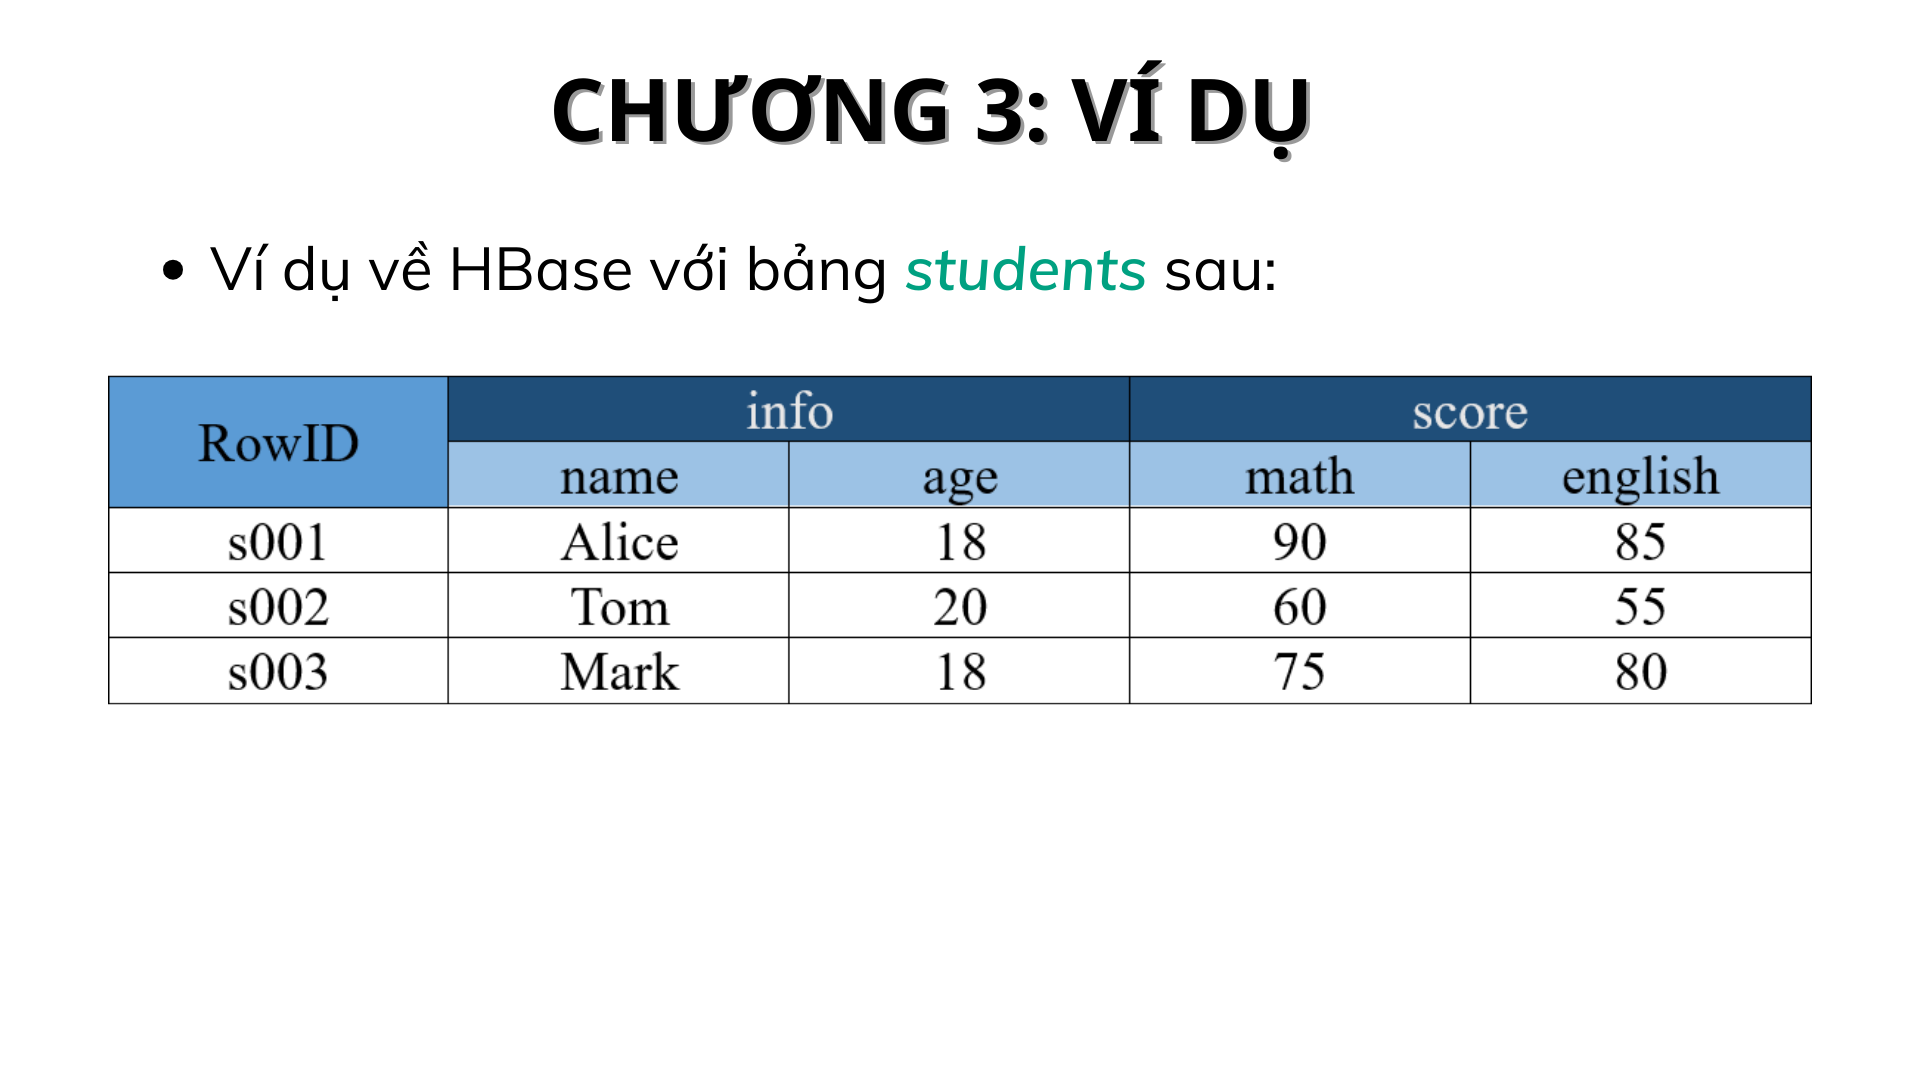 CHƯƠNG 3: VÍ DỤ
• Ví dụ về HBase với bảng students sau:
RowID info score
name age math english
s001 Alice 18 90 85
s002 Tom 20 60 55
s003 Mark 18 75 80